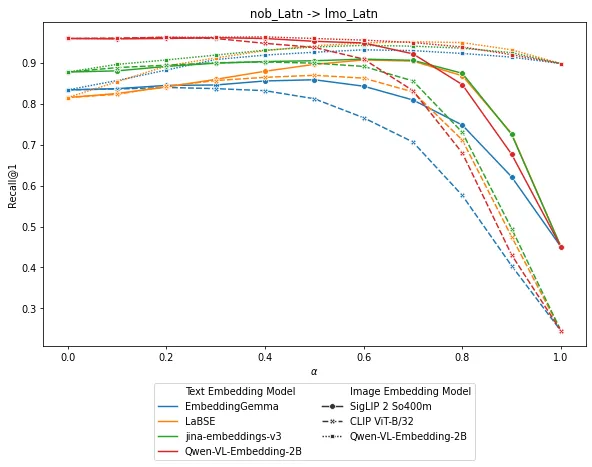 nob_Latn -> lmo_Latn
Recall@1
0.9
0.8
0.7
0.6
0.5
0.4
0.3
0.0
0.2
0.4
0.6
0.8
1.0
α
Text Embedding Model
EmbeddingGemma
LaBSE
jina-embeddings-v3
Qwen-VL-Embedding-2B
Image Embedding Model
SigLIP 2 So400m
CLIP ViT-B/32
Qwen-VL-Embedding-2B